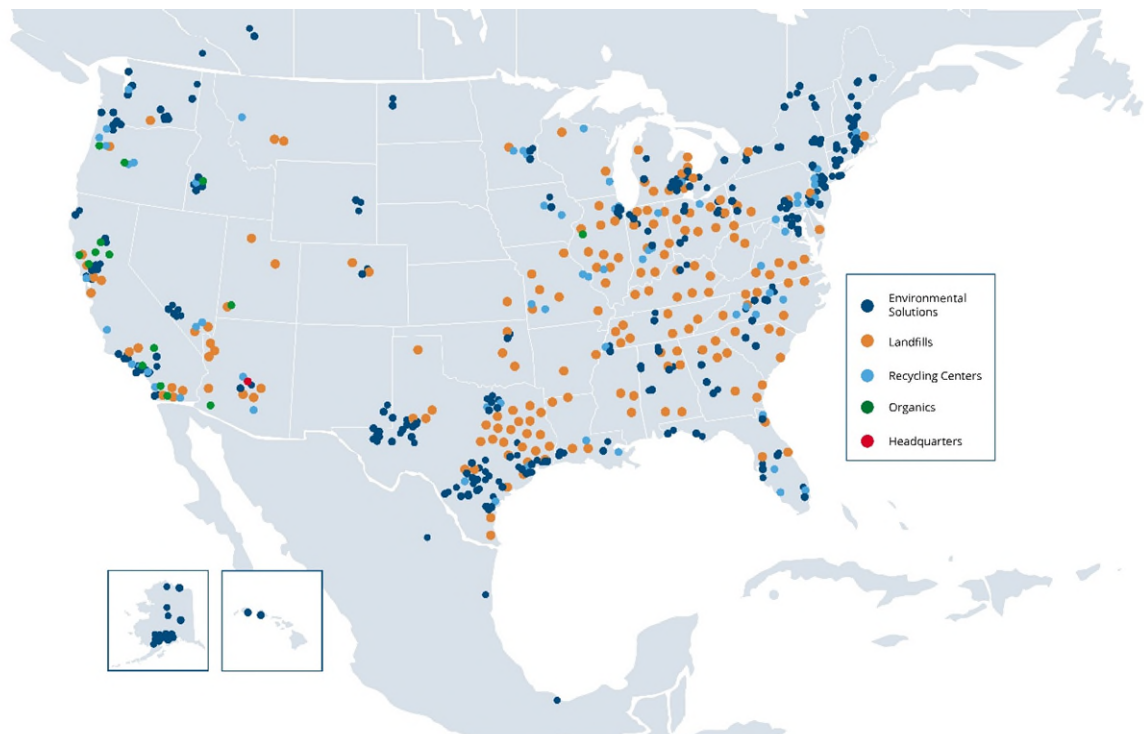 Environmental
Solutions
Landfills
Recycling Centers
Organics
Headquarters